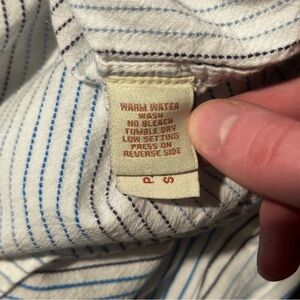 WARM WATER
WASH
NO BLEACH
TUMBLE DRY
LOW SETTING
PRESS ON
REVERSE SIDE
P. S